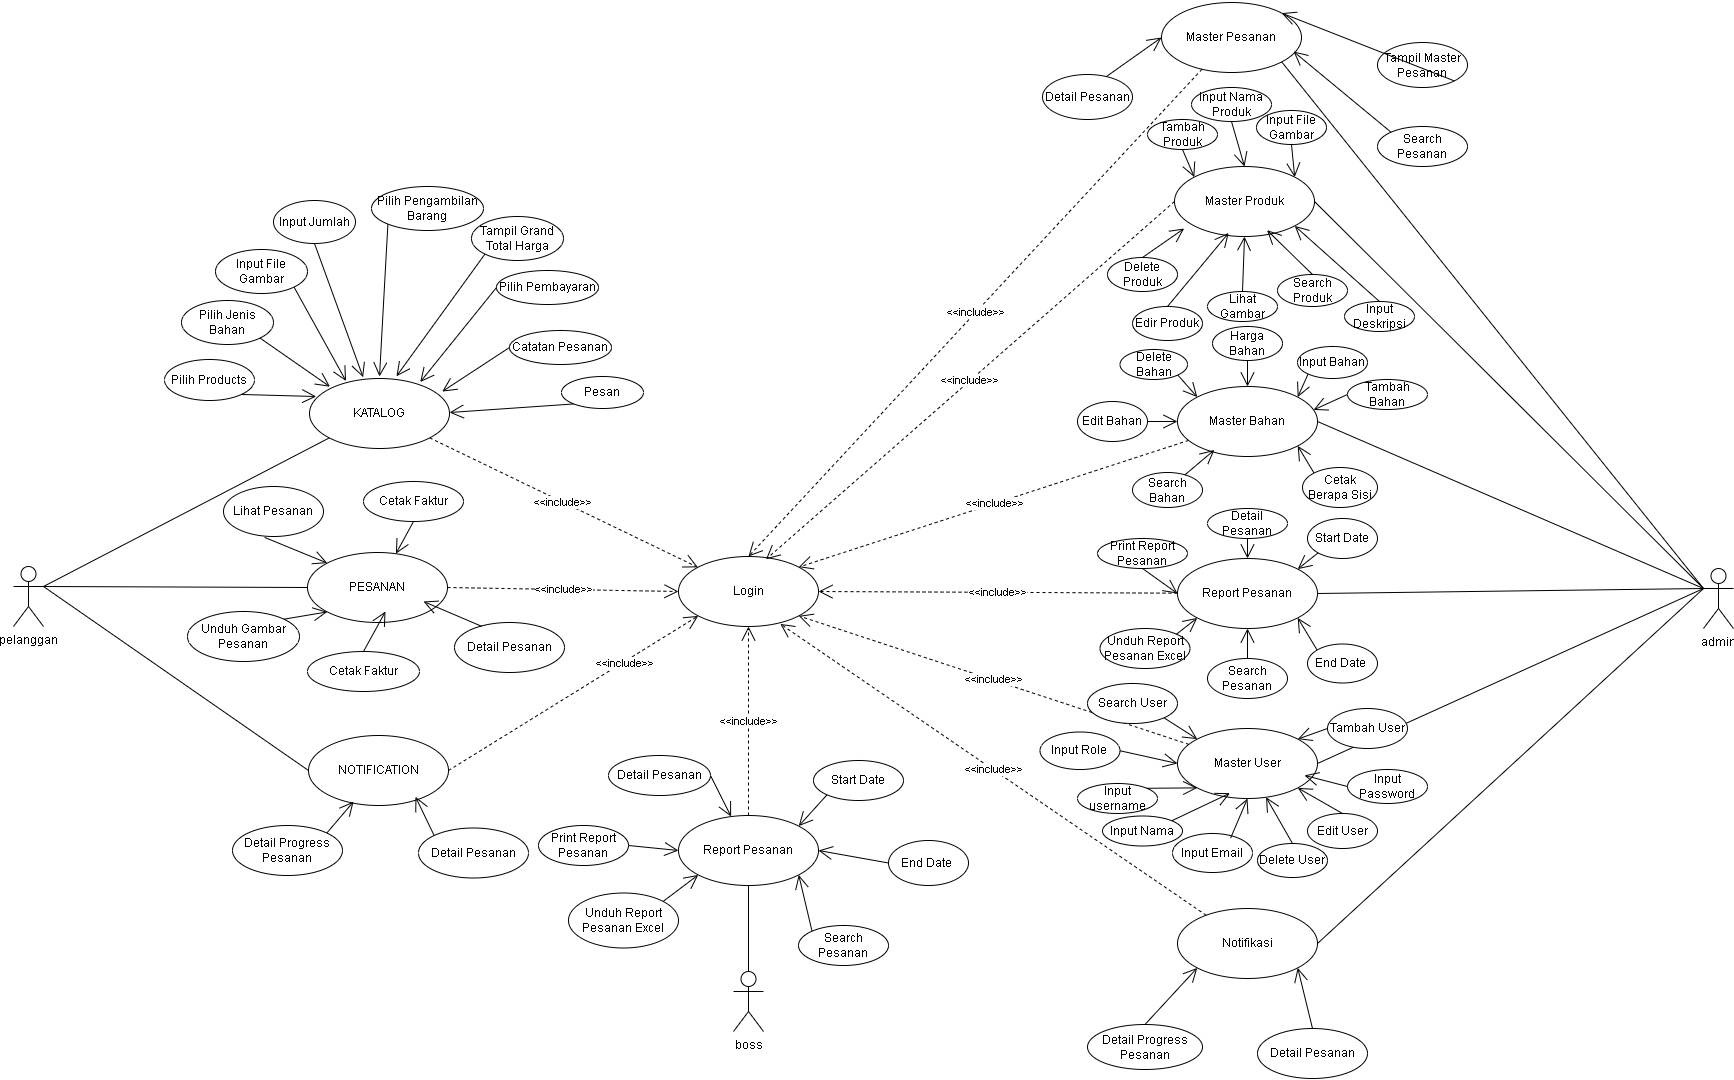 Master Pesanan
Tampil Master
Pesanan
Detail Pesanan
Search
Pesanan
Input Nama
Produk
Tambah
Produk
Input File
Gambar
Master Produk
Delete
Produk
Edir Produk
Lihat
Gambar
Search
Produk
Input
Deskripsi
<<include>>
<<include>>
Pilih Pengambilan
Barang
Input Jumlah
Tampil Grand
Total Harga
Input File
Gambar
Pilih Pembayaran
Pilih Jenis
Bahan
Catatan Pesanan
Pilih Products
Pesan
KATALOG
Harga
Bahan
Delete
Bahan
Input Bahan
Tambah
Bahan
Edit Bahan
Master Bahan
Search
Bahan
Cetak
Berapa Sisi
<<include>>
<<include>>
Lihat Pesanan
Cetak Faktur
PESANAN
<<include>>
Unduh Gambar
Pesanan
Cetak Faktur
Detail Pesanan
pelanggan
Login
Detail
Pesanan
Start Date
Print Report
Pesanan
Report Pesanan
<<include>>
Unduh Report
Pesanan Excel
Search
Pesanan
End Date
admin
<<include>>
<<include>>
<<include>>
<<include>>
NOTIFICATION
Detail Progress
Pesanan
Detail Pesanan
Search User
Tambah User
Input Role
Master User
Input
Password
Input
username
Input Nama
Input Email
Delete User
Edit User
Detail Pesanan
Start Date
Print Report
Pesanan
Report Pesanan
End Date
Unduh Report
Pesanan Excel
Search
Pesanan
boss
Notifikasi
Detail Progress
Pesanan
Detail Pesanan